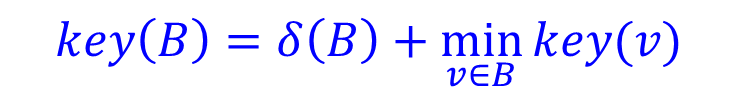 key(B) = δ(B) + min key(v)
v∈B